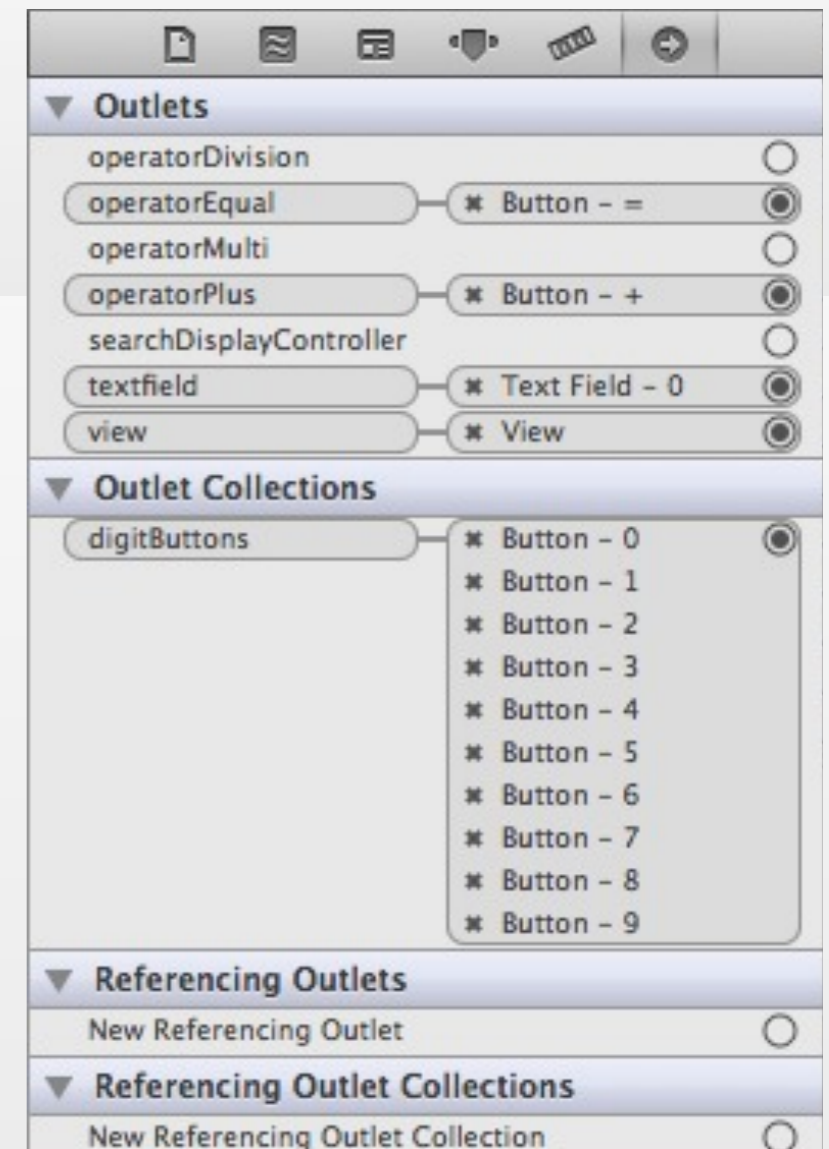 Outlets
operatorDivision
operatorEqual Button - =
operatorMulti
operatorPlus Button - +
searchDisplayController
textfield Text Field - 0
view View
Outlet Collections
digitButtons Button - 0
Button - 1
Button - 2
Button - 3
Button - 4
Button - 5
Button - 6
Button - 7
Button - 8
Button - 9
Referencing Outlets
New Referencing Outlet
Referencing Outlet Collections
New Referencing Outlet Collection